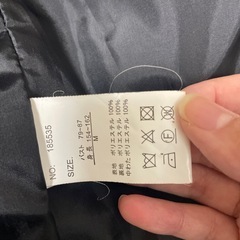 NO: 185535
SIZE.
バスト 79-87
身長 154-162
M
表地 ポリエステル 100%
裏地 ポリエステル 100%
中わた ポリエステル 100%